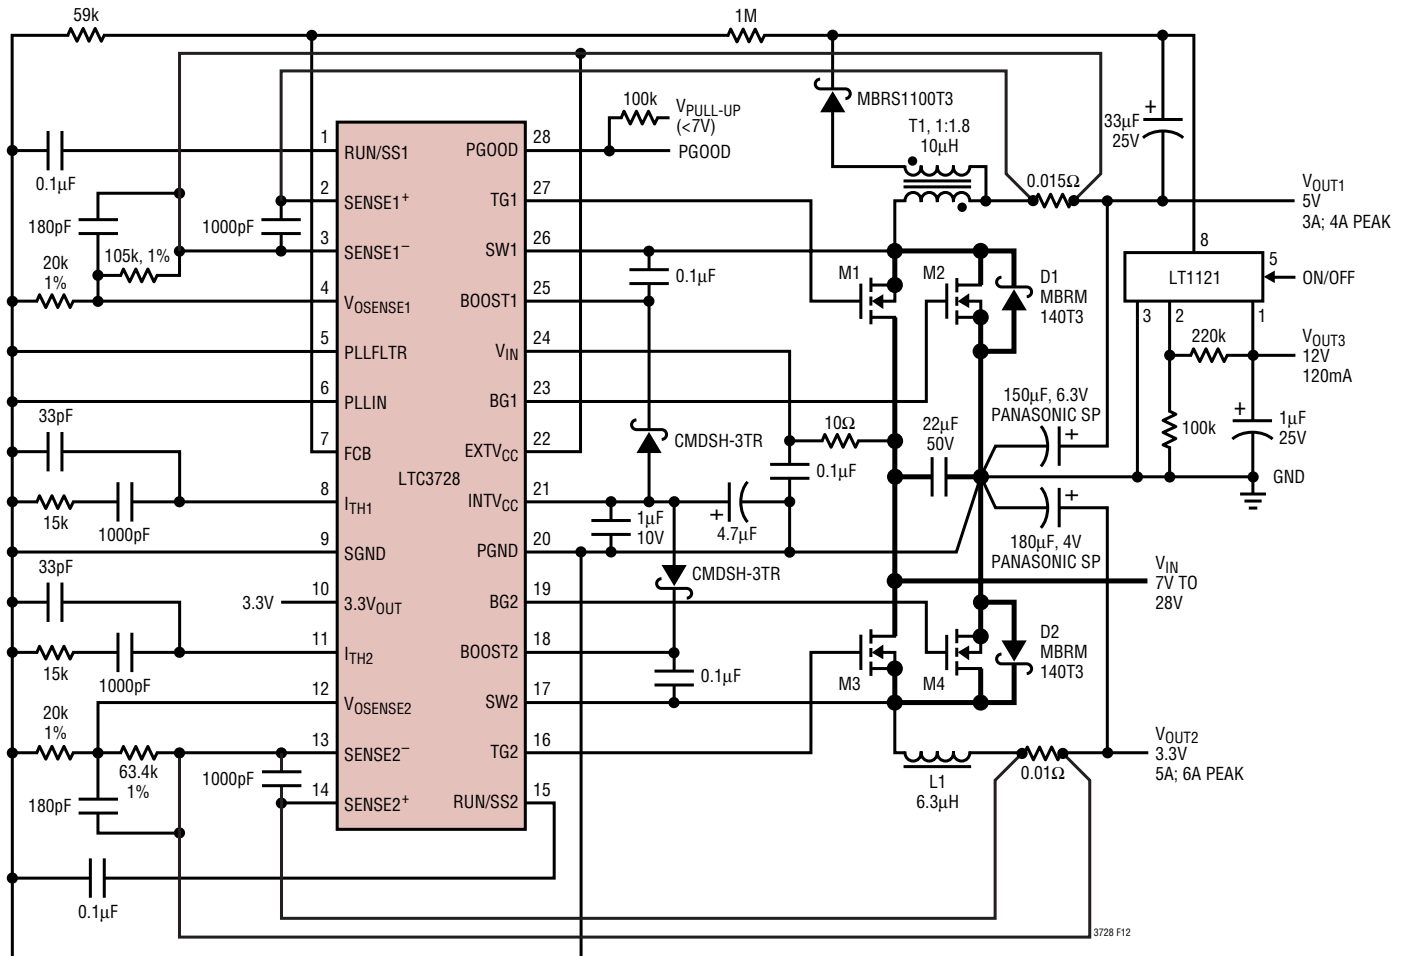 59k
1M
100k
VPULL-UP
(<7V)
MBRS1100T3
T1, 1:1.8
10µH
33µF
25V
+
0.1µF
1
RUN/SS1
PGOOD
28
PGOOD
2
SENSE1+
TG1
27
0.015Ω
VOUT1
5V
3A; 4A PEAK
180pF
1000pF
3
SENSE1−
SW1
26
105k, 1%
20k
1%
4
VOSENSE1
BOOST1
25
0.1µF
M1
M2
D1
MBRM
140T3
8
LT1121
5
ON/OFF
3
2
1
5
PLLFLTR
VIN
24
220k
VOUT3
12V
120mA
6
PLLIN
BG1
23
150µF, 6.3V
PANASONIC SP
+
33pF
7
FCB
EXTVCC
22
CMDSH-3TR
10Ω
0.1µF
22µF
50V
100k
+
1µF
25V
LTC3728
GND
15k
1000pF
8
ITH1
INTVCC
21
1µF
10V
+
4.7µF
+
180µF, 4V
PANASONIC SP
9
SGND
PGND
20
33pF
VIN
7V TO
28V
3.3V
10
3.3VOUT
BG2
19
CMDSH-3TR
15k
1000pF
11
ITH2
BOOST2
18
0.1µF
M3
M4
D2
MBRM
140T3
20k
1%
12
VOSENSE2
SW2
17
63.4k
1%
13
SENSE2−
TG2
16
L1
6.3µH
0.01Ω
VOUT2
3.3V
5A; 6A PEAK
180pF
1000pF
14
SENSE2+
RUN/SS2
15
0.1µF
3728 F12